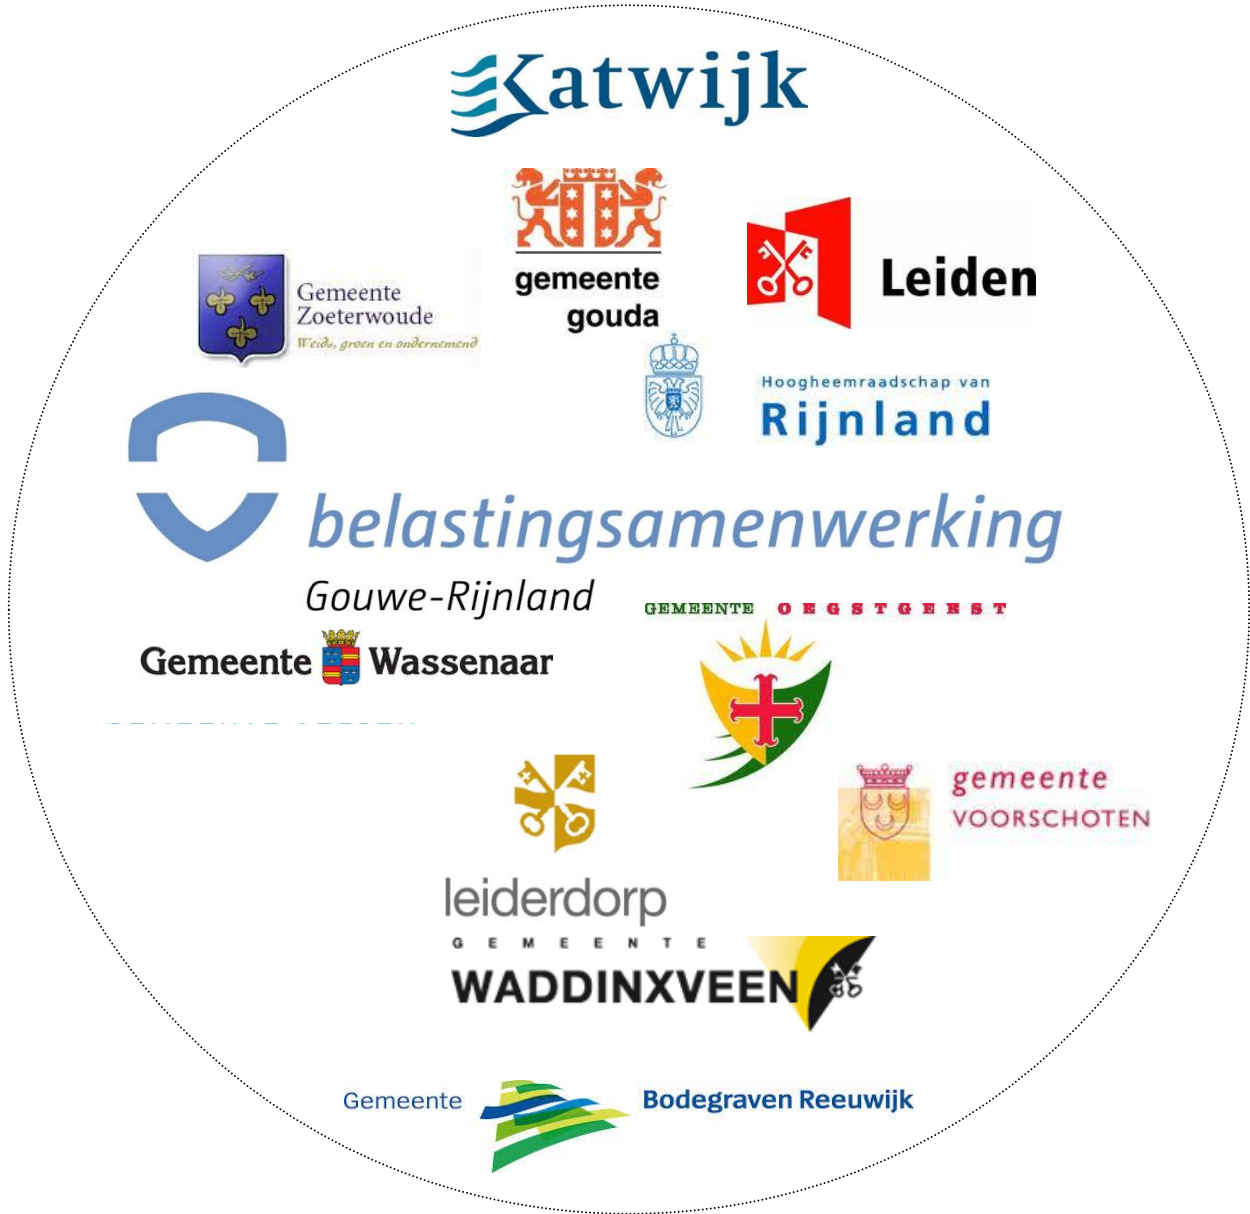 Katwijk
gemeente
gouda
Leiden
Gemeente
Zoeterwoude
Weids, groen en ondernemend
Hoogheemraadschap van
Rijnland
belastingsamenwerking
Gouwe-Rijnland
GEMEENTE OEGSTGEEST
Gemeente Wassenaar
gemeente
VOORSCHOTEN
leiderdorp
GEMEENTE
WADDINXVEEN
Gemeente Bodegraven Reeuwijk